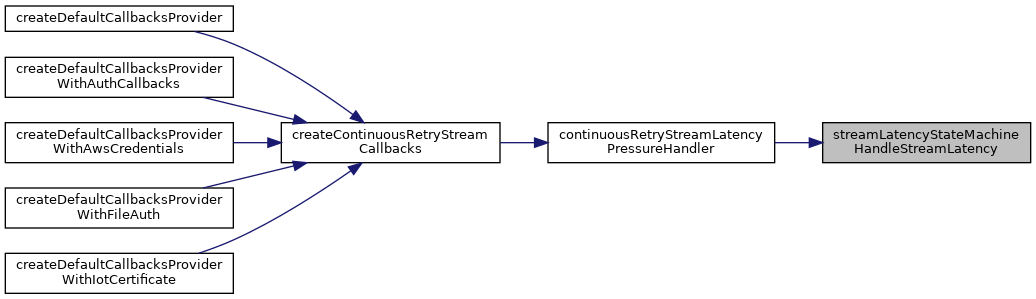 createDefaultCallbacksProvider
createDefaultCallbacksProvider
WithAuthCallbacks
createDefaultCallbacksProvider
WithAwsCredentials
createDefaultCallbacksProvider
WithFileAuth
createDefaultCallbacksProvider
WithIotCertificate
createContinuousRetryStream
Callbacks
continuousRetryStreamLatency
PressureHandler
streamLatencyStateMachine
HandleStreamLatency